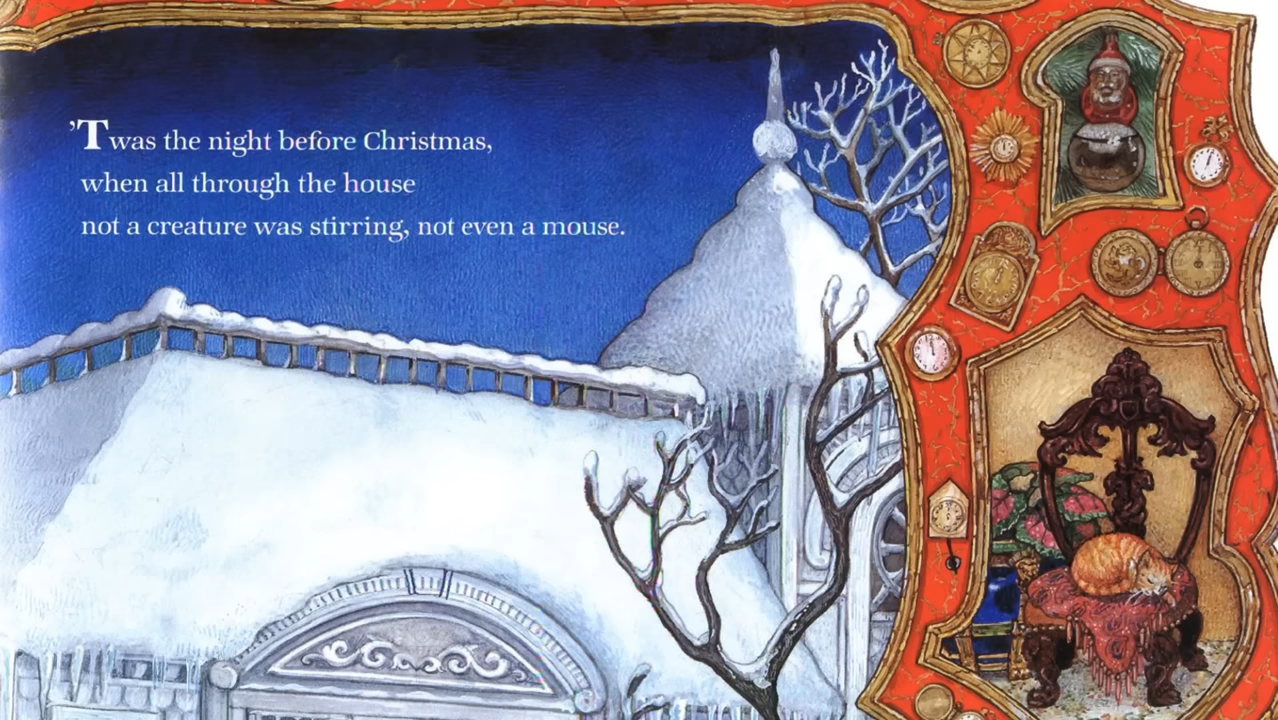 ’Twas the night before Christmas,
when all through the house
not a creature was stirring, not even a mouse.